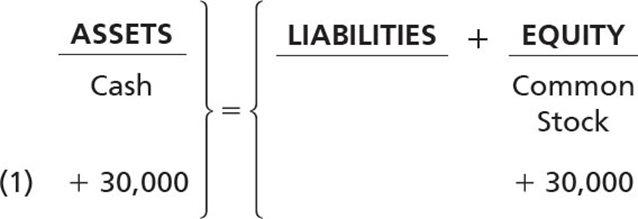 ASSETS = LIABILITIES + EQUITY
Cash Common
Stock
(1) + 30,000 + 30,000